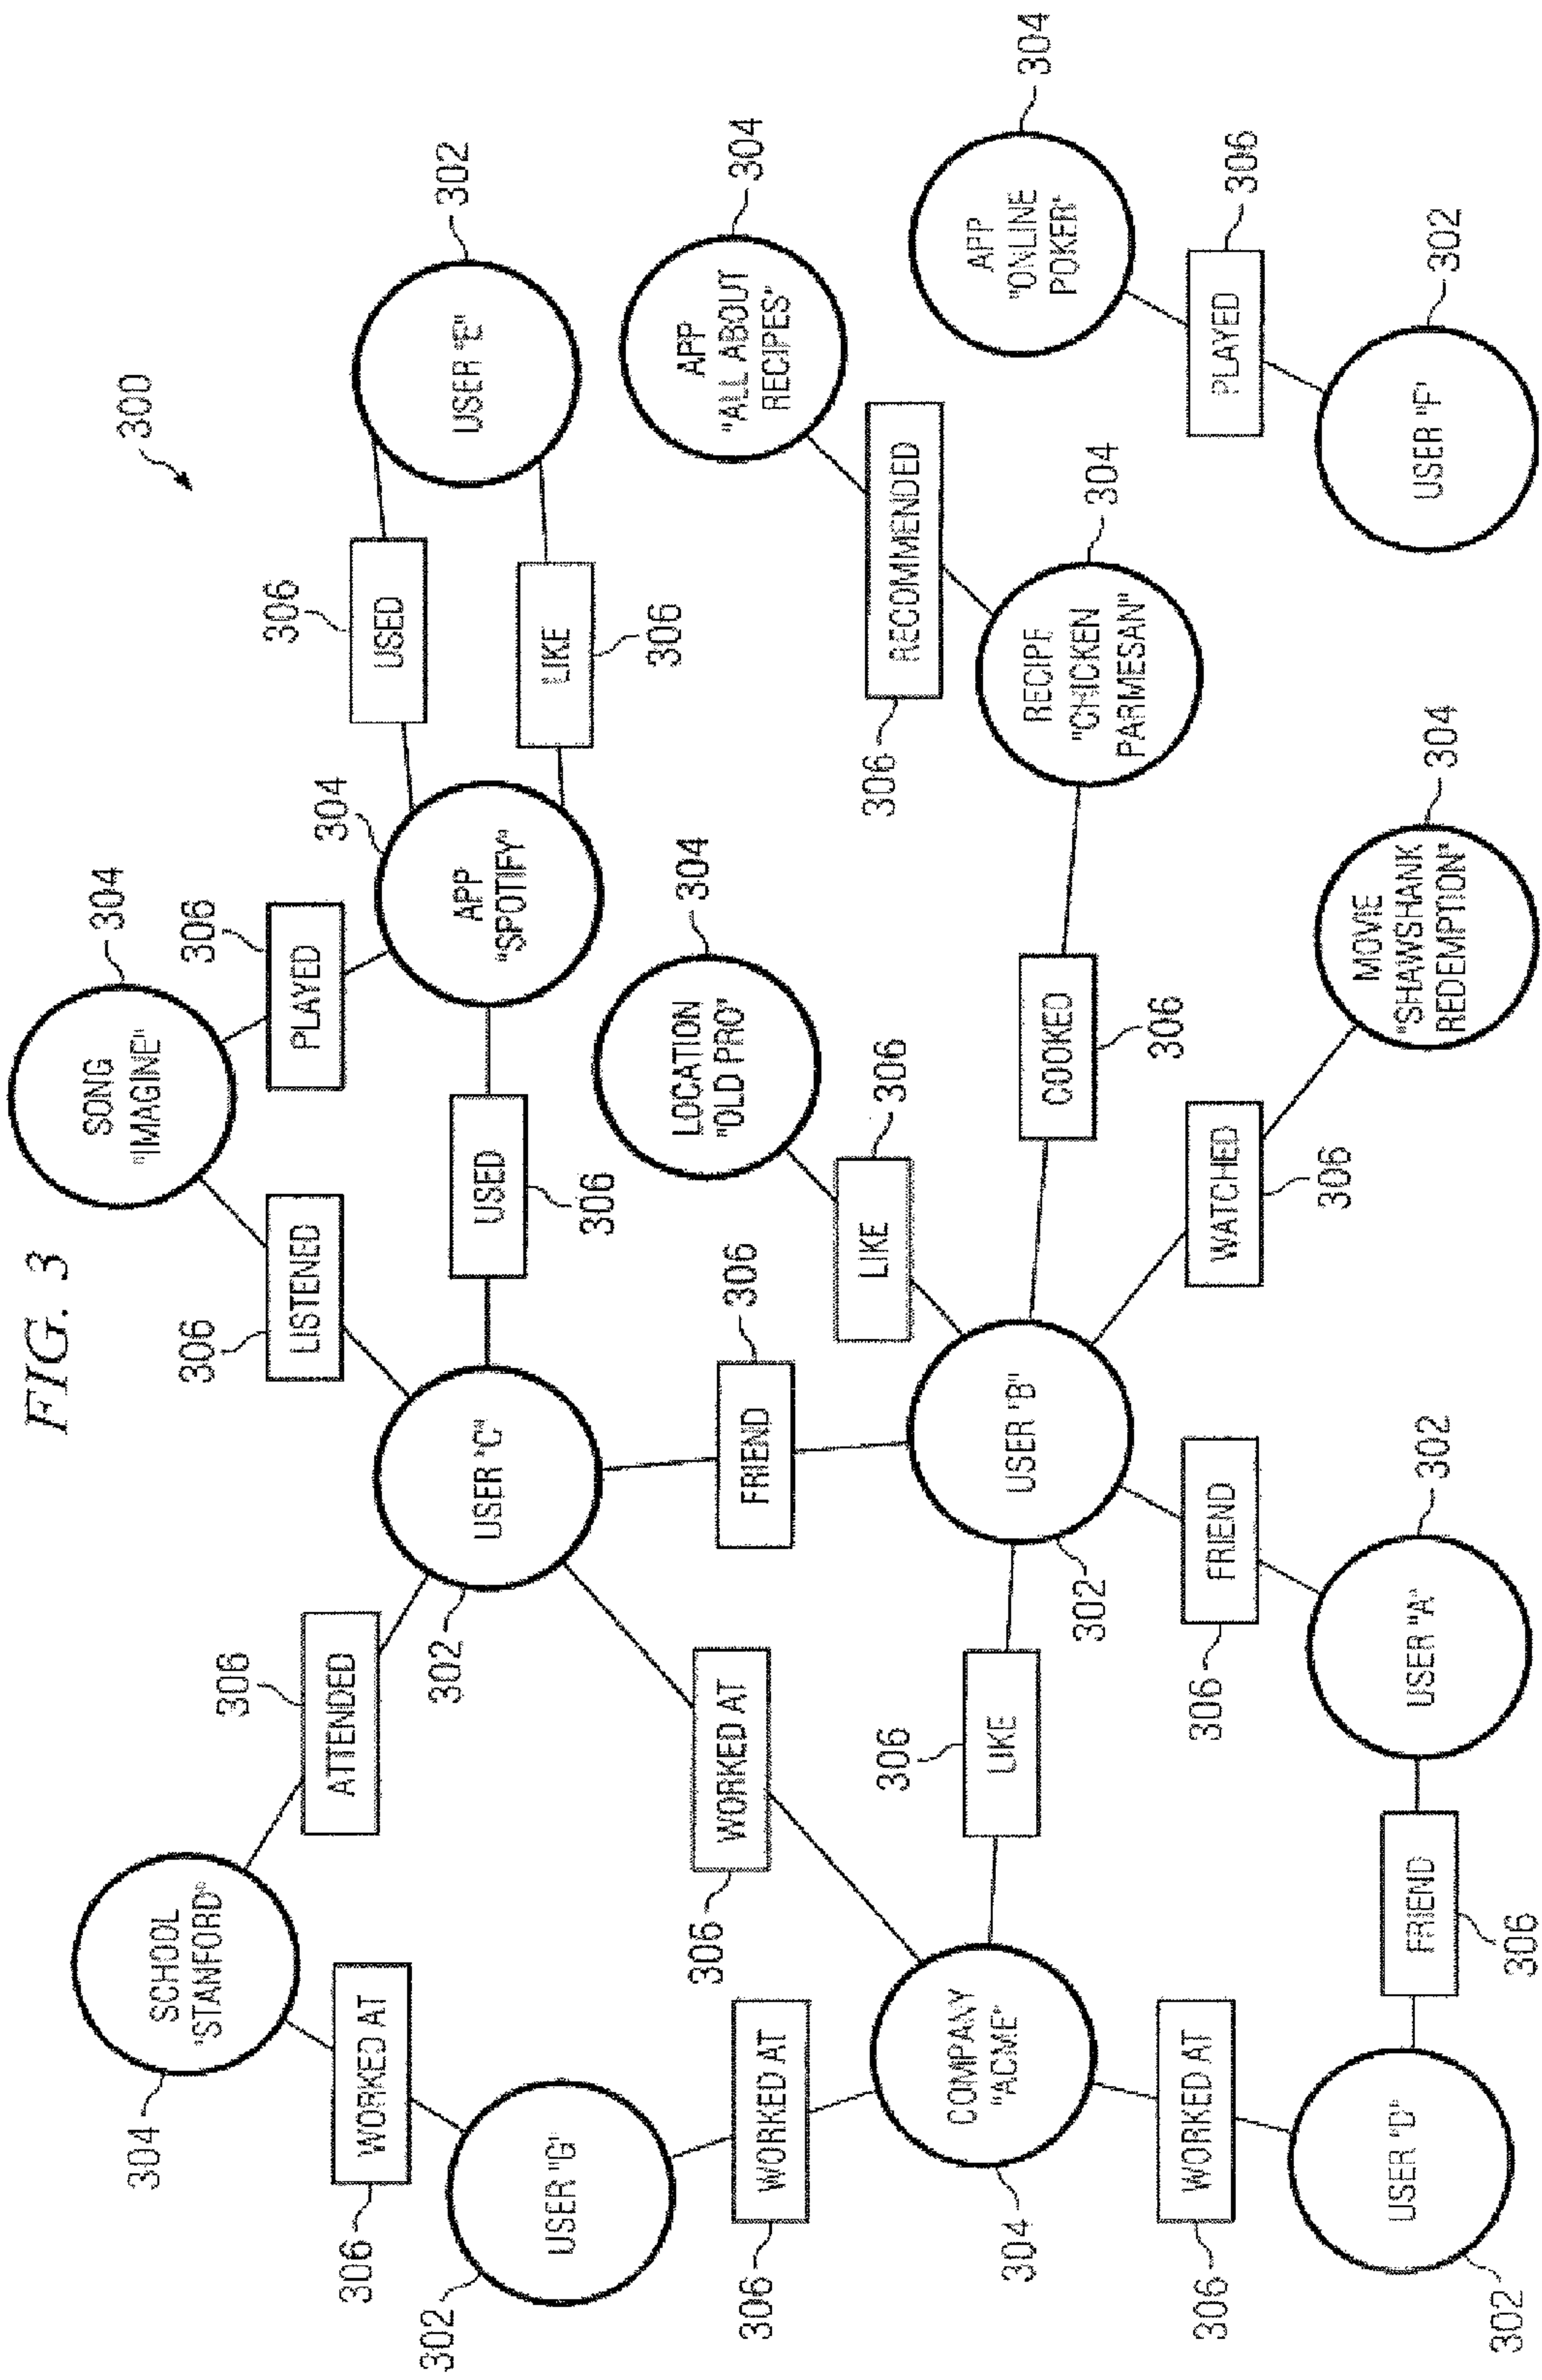 FIG. 3
300
SCHOOL
"STANFORD"
304
306
ATTENDED
306
LISTENED
SONG
"IMAGINE"
304
306
PLAYED
304
306
USED
306
WORKED AT
302
USER "G"
302
USER "C"
USED
306
APP
"SPOTIFY"
LIKE
306
USER "E"
302
306
WORKED AT
306
WORKED AT
FRIEND
306
LOCATION
"OLD PRO"
304
APP
"ALL ABOUT
RECIPES"
304
306
LIKE
306
LIKE
306
RECOMMENDED
COMPANY
"ACME"
304
302
USER "B"
COOKED
306
RECIPE
"CHICKEN
PARMESAN"
304
APP
"ONLINE
POKER"
304
306
WORKED AT
306
FRIEND
WATCHED
306
PLAYED
306
302
USER "D"
FRIEND
306
USER "A"
302
MOVIE
"SHAWSHANK
REDEMPTION"
304
USER "F"
302